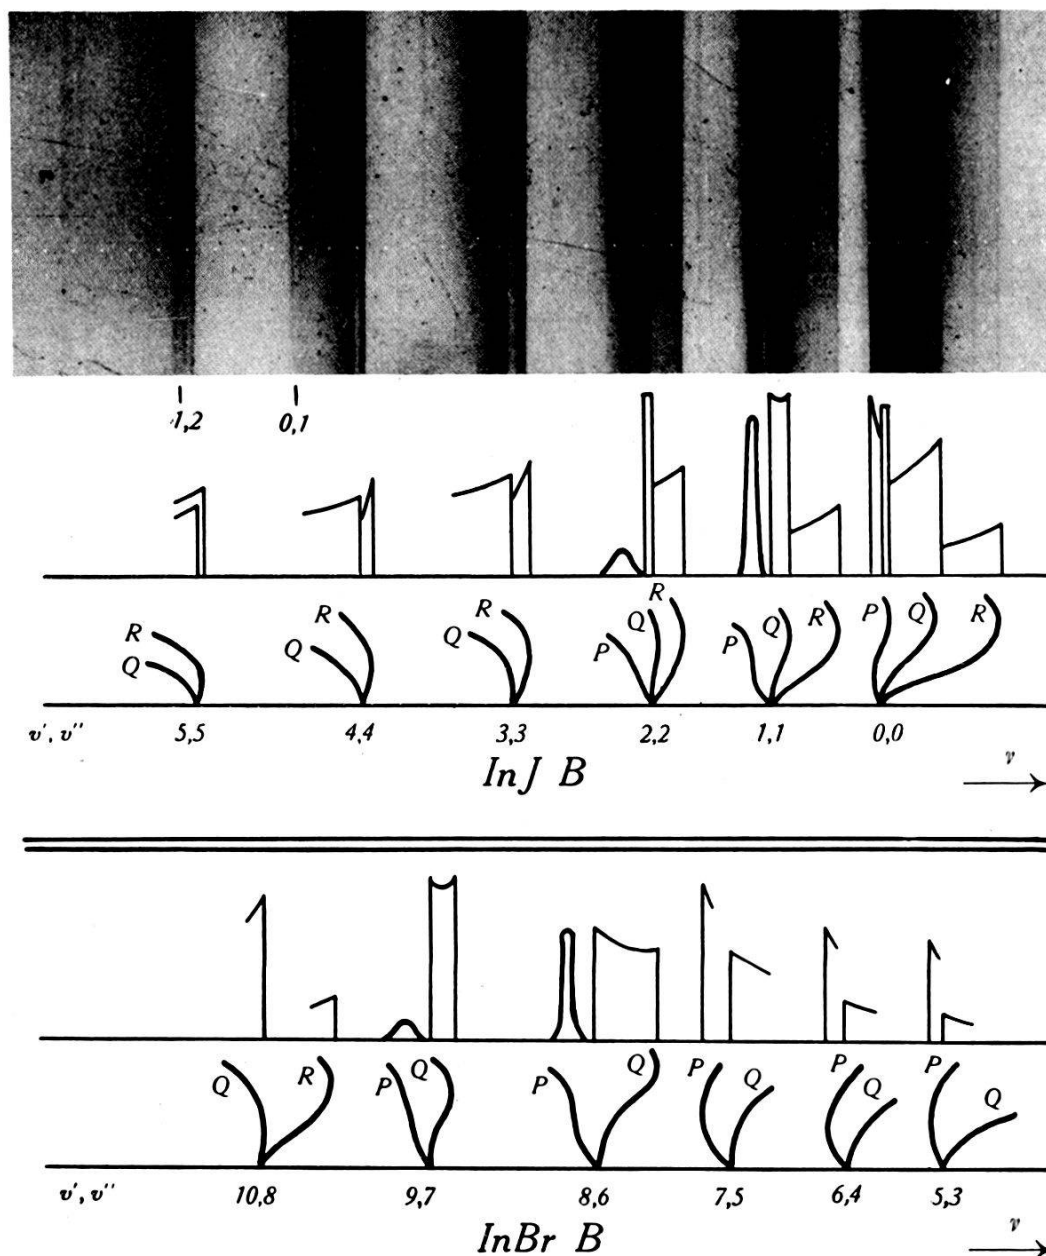 1,2 0,1
R Q R Q R Q R Q P Q R P P Q R
v', v'' 5,5 4,4 3,3 2,2 1,1 0,0
InJ B ν
Q R P Q P Q P Q P Q P Q
v', v'' 10,8 9,7 8,6 7,5 6,4 5,3
InBr B ν